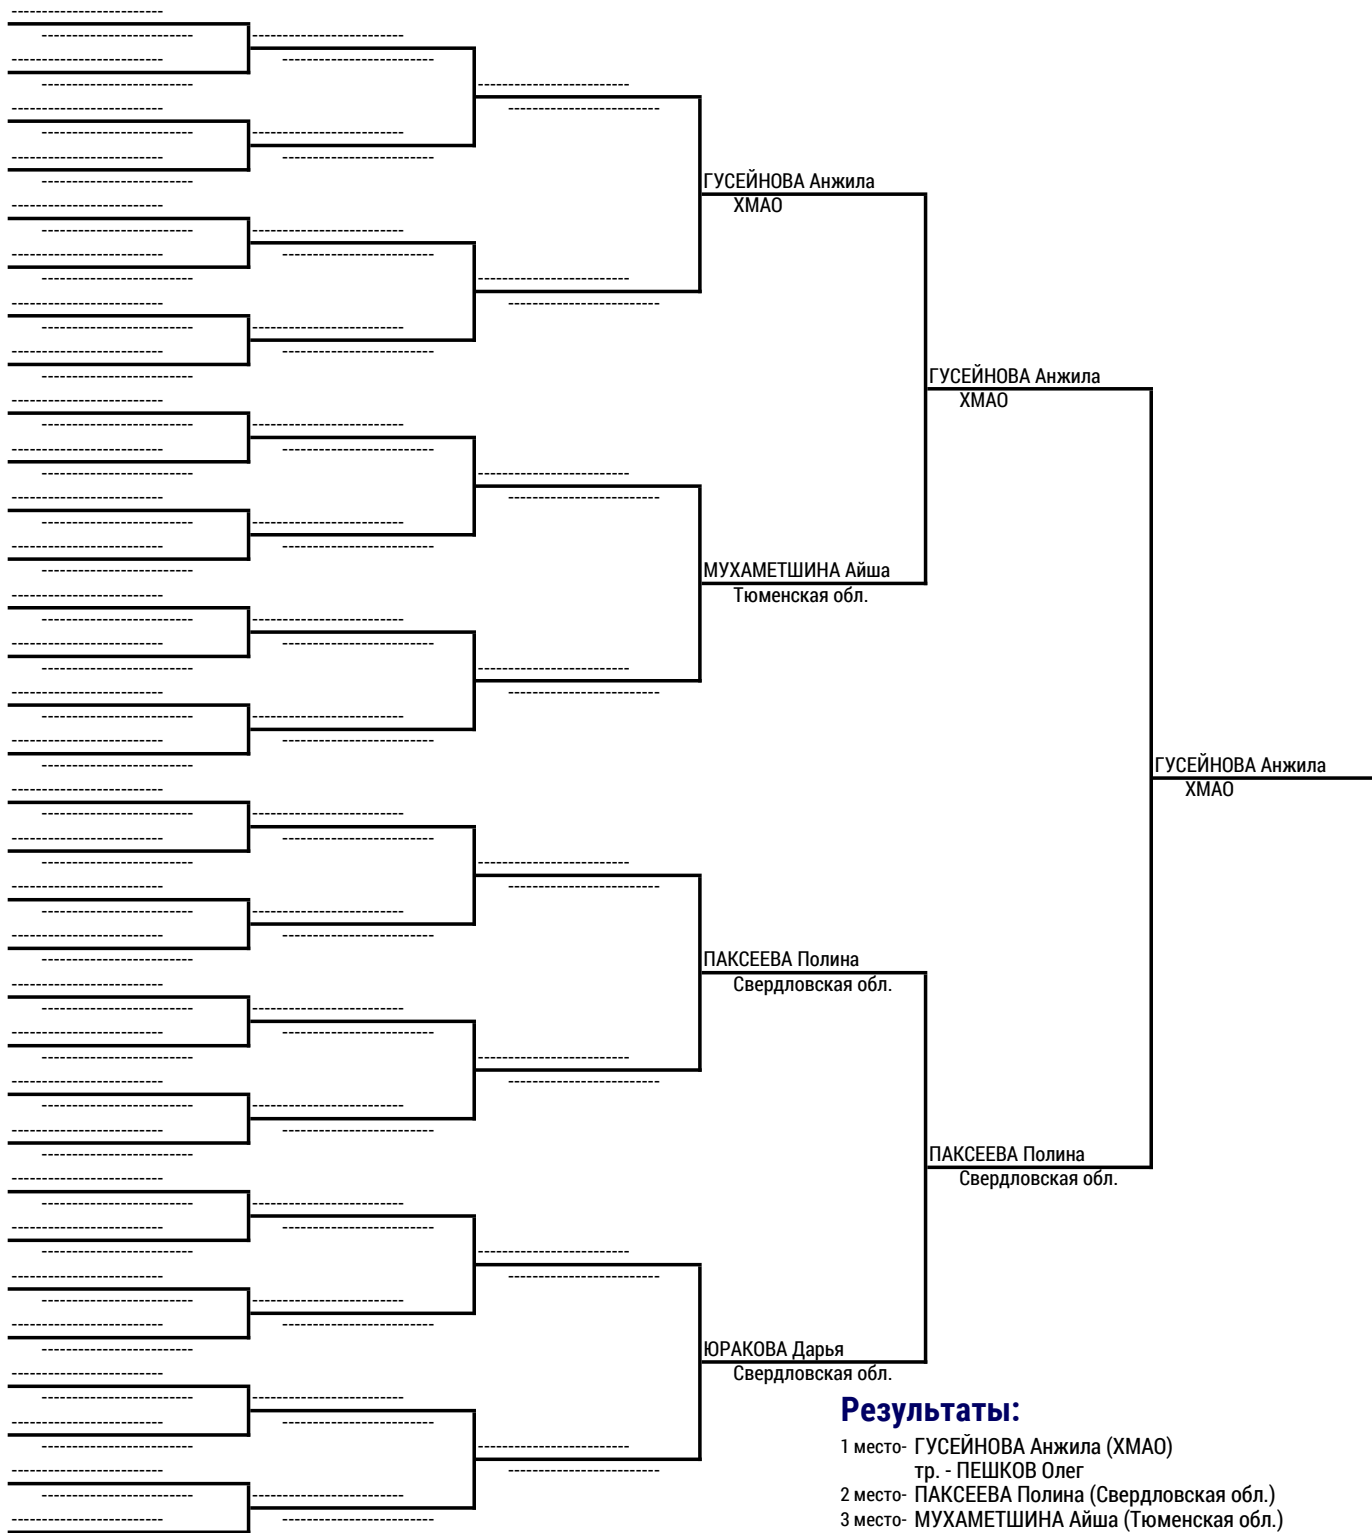 ГУСЕЙНОВА Анжила
ХМАО
ГУСЕЙНОВА Анжила
ХМАО
МУХАМЕТШИНА Айша
Тюменская обл.
ГУСЕЙНОВА Анжила
ХМАО
ПАКСЕЕВА Полина
Свердловская обл.
ПАКСЕЕВА Полина
Свердловская обл.
ЮРАКОВА Дарья
Свердловская обл.
Результаты:
1 место- ГУСЕЙНОВА Анжила (ХМАО)
тр. - ПЕШКОВ Олег
2 место- ПАКСЕЕВА Полина (Свердловская обл.)
3 место- МУХАМЕТШИНА Айша (Тюменская обл.)